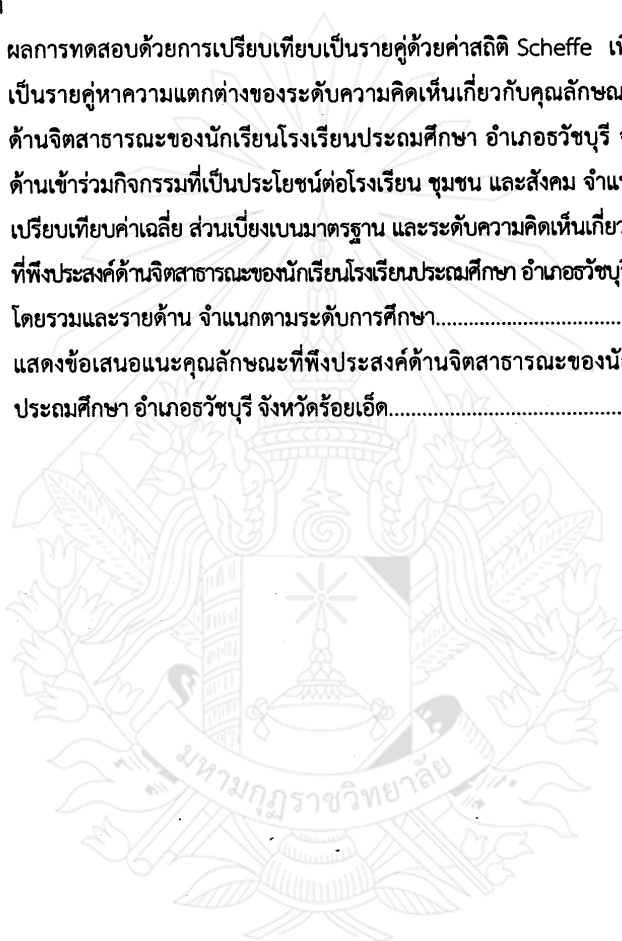 ผลการทดสอบด้วยการเปรียบเทียบเป็นรายคู่ด้วยค่าสถิติ Scheffe
เป็นรายคู่หาความแตกต่างของระดับความคิดเห็นเกี่ยวกับคุณลักษณ
ด้านจิตสาธารณะของนักเรียนโรงเรียนประถมศึกษา อำเภอธวัชบุรี
ด้านเข้าร่วมกิจกรรมที่เป็นประโยชน์ต่อโรงเรียน ชุมชน และสังคม จำแน
เปรียบเทียบค่าเฉลี่ย ส่วนเบี่ยงเบนมาตรฐาน และระดับความคิดเห็นเกี่ยว
ที่พึงประสงค์ด้านจิตสาธารณะของนักเรียนโรงเรียนประถมศึกษา อำเภอธวัชบุรี
โดยรวมและรายด้าน จำแนกตามระดับการศึกษา........................................
แสดงข้อเสนอแนะคุณลักษณะที่พึงประสงค์ด้านจิตสาธารณะของนั
ประถมศึกษา อำเภอธวัชบุรี จังหวัดร้อยเอ็ด.............................................
มหามกุฏราชวิทยาลัย